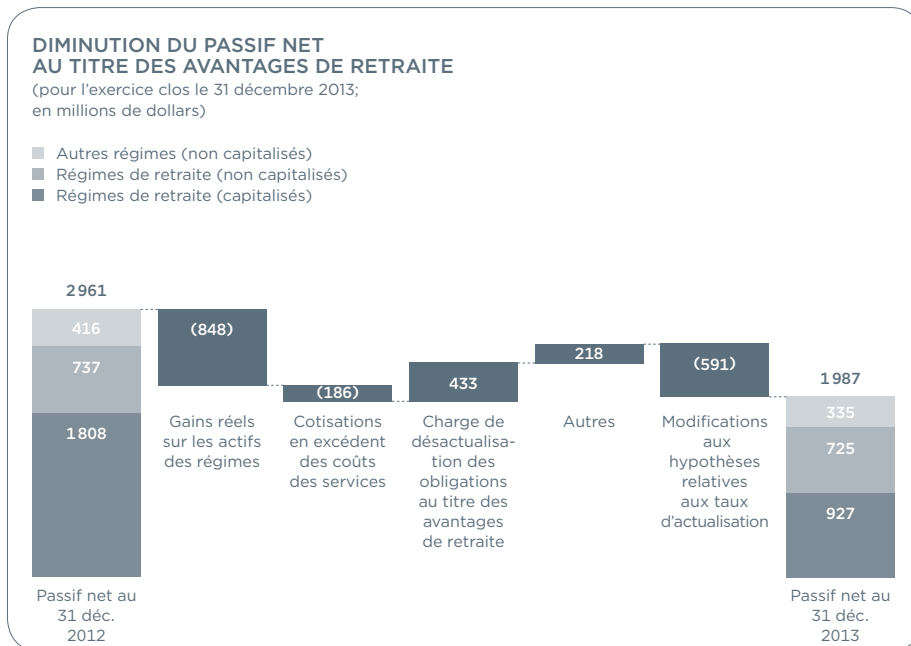 DIMINUTION DU PASSIF NET
AU TITRE DES AVANTAGES DE RETRAITE
(pour l'exercice clos le 31 décembre 2013;
en millions de dollars)
Autres régimes (non capitalisés)
Régimes de retraite (non capitalisés)
Régimes de retraite (capitalisés)
2 961
416
737
1 808
Passif net au
31 déc.
2012
(848)
Gains réels
sur les actifs
des régimes
(186)
Cotisations
en excédent
des coûts
des services
433
Charge de
désactualisa-
tion des
obligations
au titre des
avantages
de retraite
218
Autres
(591)
Modifications
aux
hypothèses
relatives
aux taux
d'actualisation
1 987
335
725
927
Passif net au
31 déc.
2013